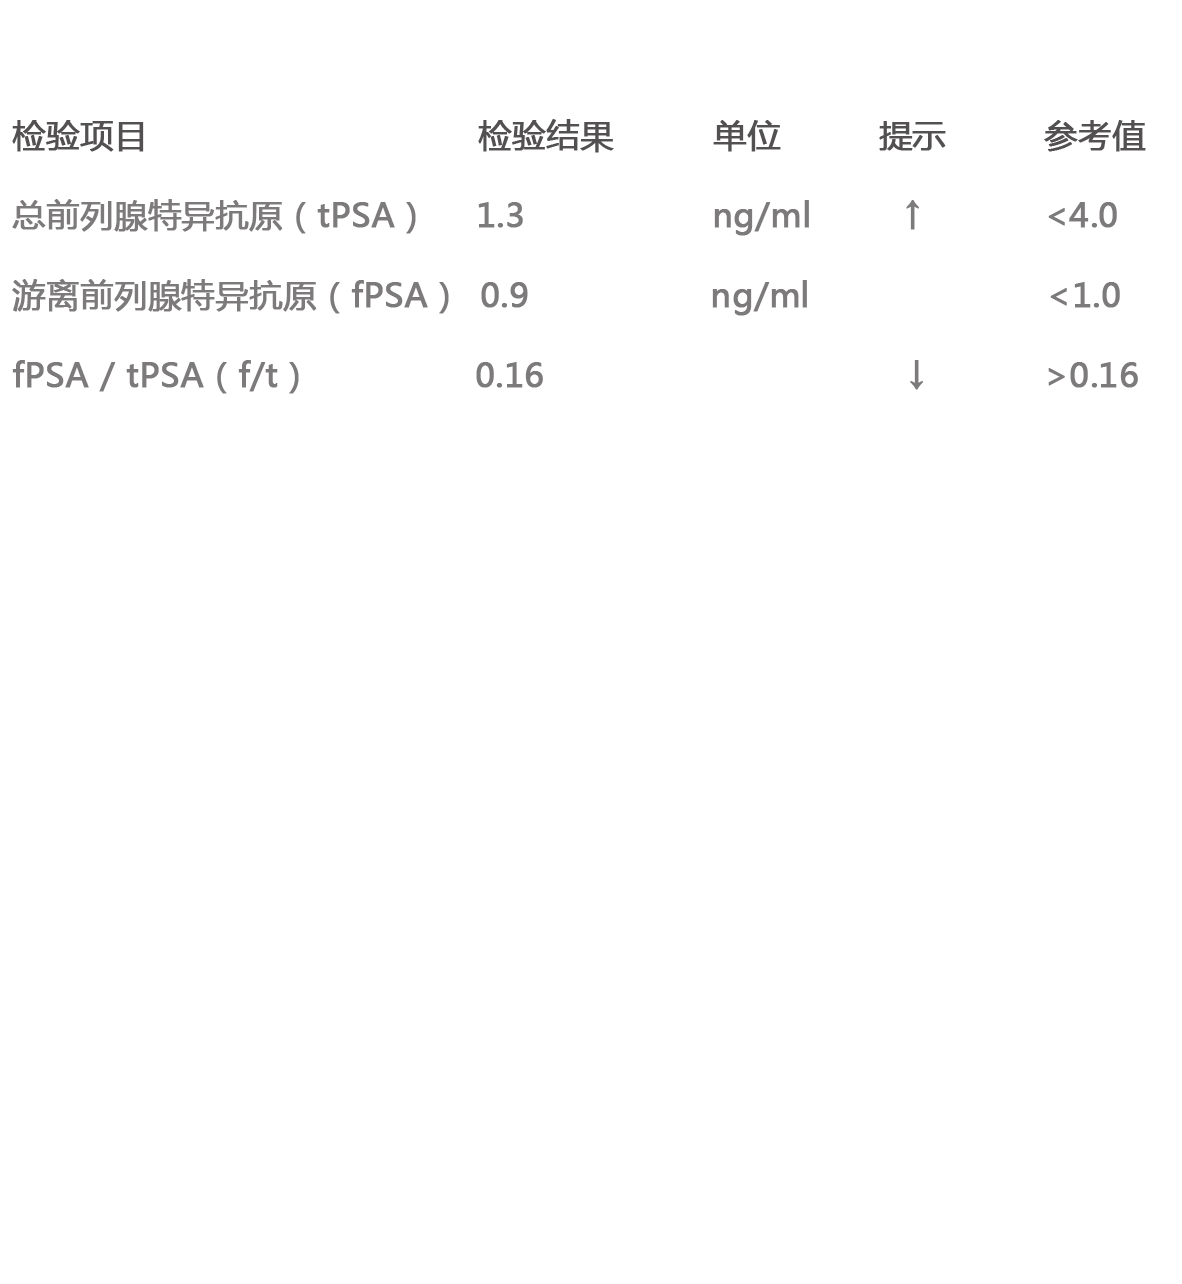 检验项目 检验结果 单位 提示 参考值
总前列腺特异抗原（tPSA） 1.3 ng/ml ↑ <4.0
游离前列腺特异抗原（fPSA） 0.9 ng/ml <1.0
fPSA / tPSA（f/t） 0.16 ↓ >0.16